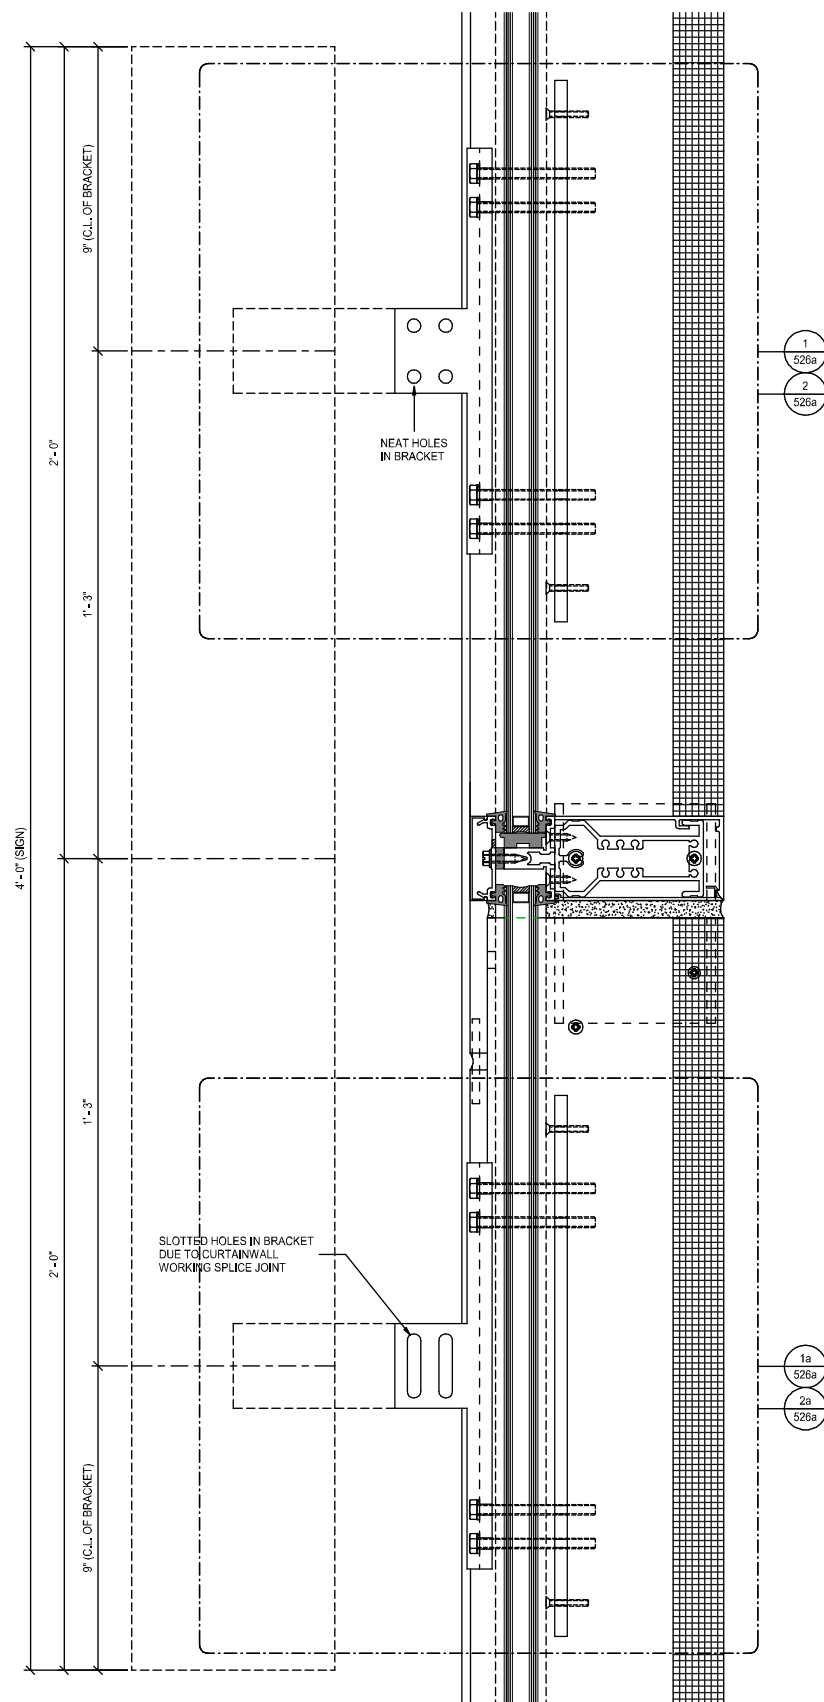 9" (C.L. OF BRACKET)
1
526a
2
526a
NEAT HOLES
IN BRACKET
2'-0"
1'-3"
4'-0" (SIGN)
1'-3"
SLOTTED HOLES IN BRACKET
DUE TO CURTAINWALL
WORKING SPLICE JOINT
2'-0"
1a
526a
2a
526a
9" (C.L. OF BRACKET)